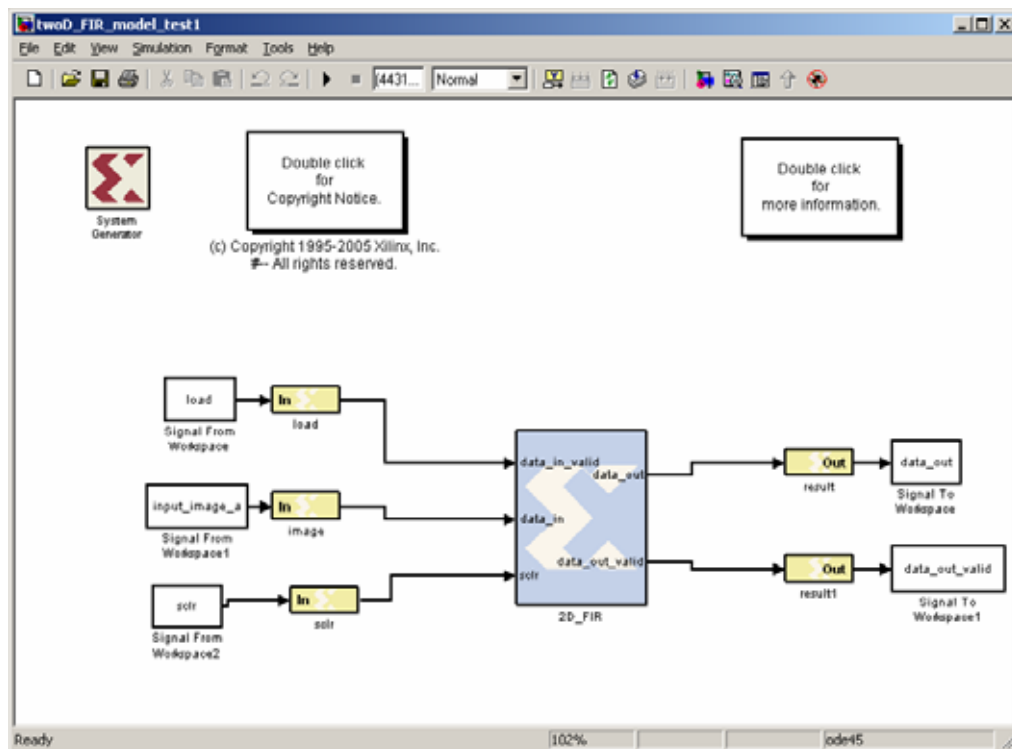 twoD_FIR_model_test1
File Edit View Simulation Format Tools Help
(4431... Normal
Double click
for
Copyright Notice.
Double click
for
more information.
System
Generator
(c) Copyright 1995-2005 Xilinx, Inc.
#-- All rights reserved.
load
In
Signal From
Workspace
load
input_image_a
In
Signal From
Workspace1
image
sclr
In
Signal From
Workspace2
sclr
data_in_valid
data_out
data_in
data_out_valid
sclr
2D_FIR
Out
result
data_out
Signal To
Workspace
Out
result1
data_out_valid
Signal To
Workspace1
Ready
102%
ode45